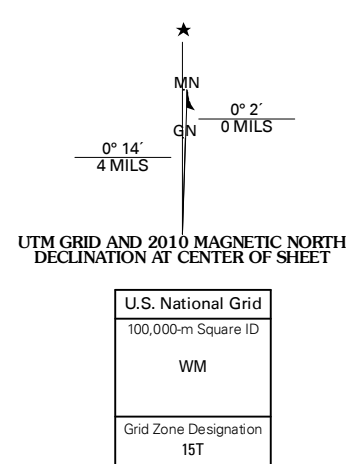 MN
0° 2´
0 MILS
GN
0° 14´
4 MILS
UTM GRID AND 2010 MAGNETIC NORTH
DECLINATION AT CENTER OF SHEET
U.S. National Grid
100,000-m Square ID
WM
Grid Zone Designation
15T